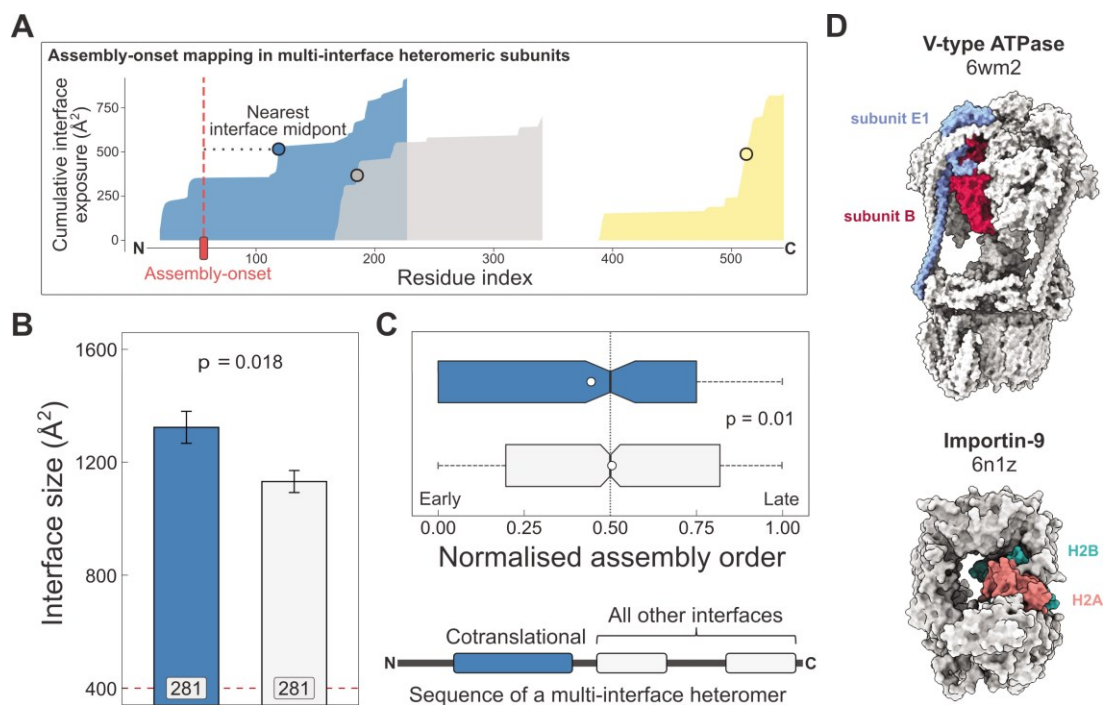 A
Assembly-onset mapping in multi-interface heteromeric subunits
Cumulative interface
exposure (Å²)
750
500
250
0
Nearest
interface midpont
N
C
100
200
300
400
500
Assembly-onset
Residue index
B
Interface size (Å²)
1600
1200
800
400
p = 0.018
281
281
C
p = 0.01
Early
Late
0.00
0.25
0.50
0.75
1.00
Normalised assembly order
All other interfaces
Cotranslational
N
C
Sequence of a multi-interface heteromer
D
V-type ATPase
6wm2
subunit E1
subunit B
Importin-9
6n1z
H2B
H2A